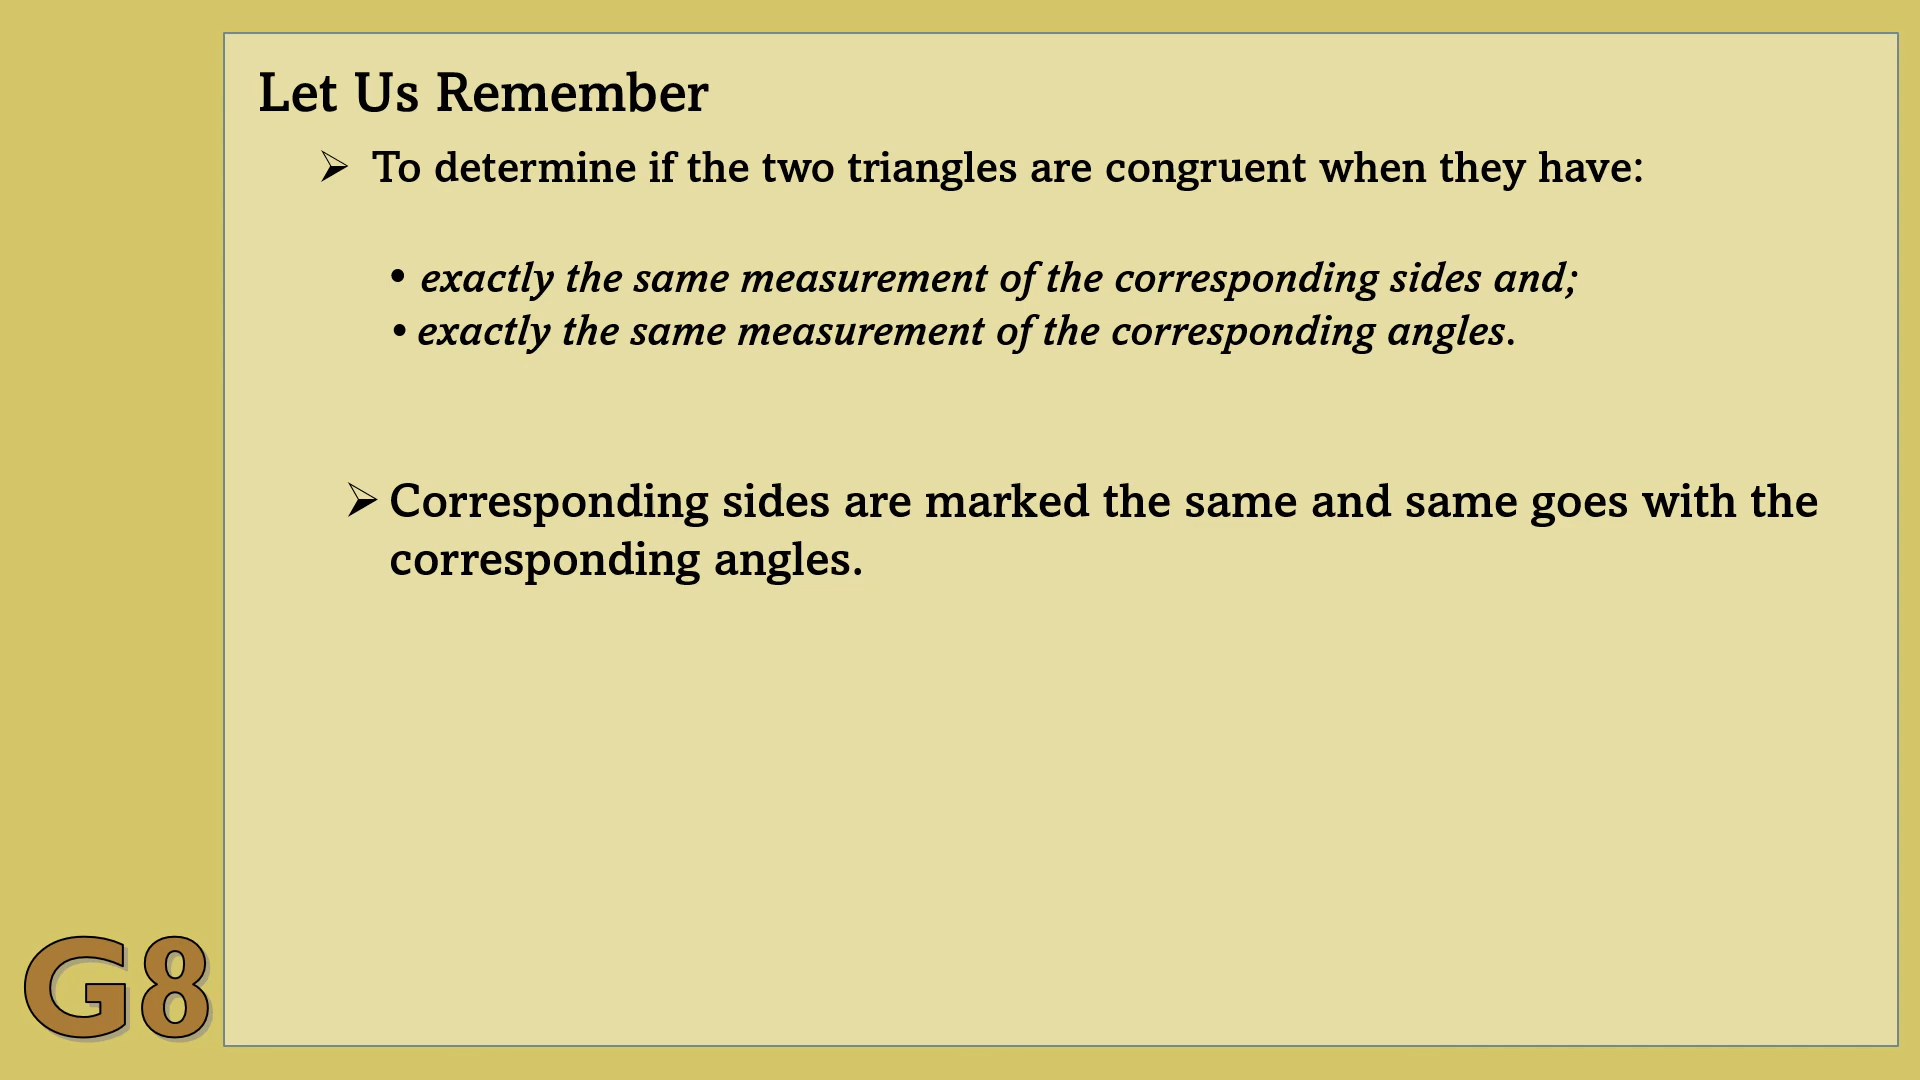 Let Us Remember
➢ To determine if the two triangles are congruent when they have:
• exactly the same measurement of the corresponding sides and;
• exactly the same measurement of the corresponding angles.
➢ Corresponding sides are marked the same and same goes with the
corresponding angles.
G8